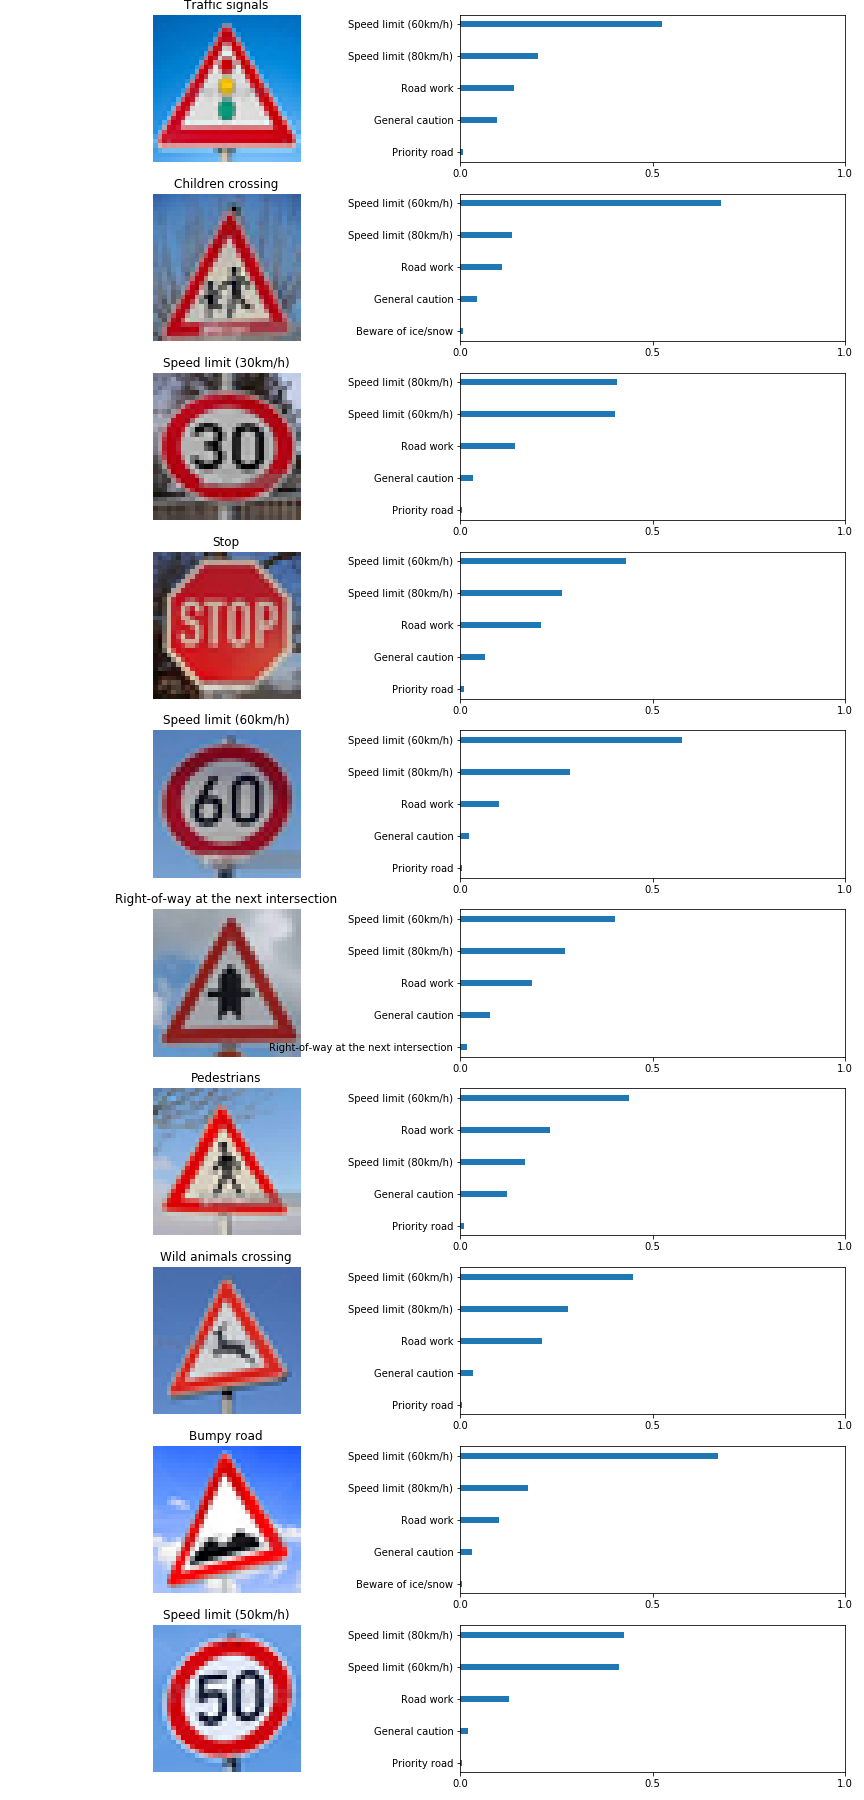 Traffic signals
Speed limit (60km/h)
Speed limit (80km/h)
Road work
General caution
Priority road
0.0 0.5 1.0
Children crossing
Speed limit (60km/h)
Speed limit (80km/h)
Road work
General caution
Beware of ice/snow
0.0 0.5 1.0
Speed limit (30km/h)
30
Speed limit (80km/h)
Speed limit (60km/h)
Road work
General caution
Priority road
0.0 0.5 1.0
Stop
STOP
Speed limit (60km/h)
Speed limit (80km/h)
Road work
General caution
Priority road
0.0 0.5 1.0
Speed limit (60km/h)
60
Speed limit (60km/h)
Speed limit (80km/h)
Road work
General caution
Priority road
0.0 0.5 1.0
Right-of-way at the next intersection
Speed limit (60km/h)
Speed limit (80km/h)
Road work
General caution
Right-of-way at the next intersection
0.0 0.5 1.0
Pedestrians
Speed limit (60km/h)
Road work
Speed limit (80km/h)
General caution
Priority road
0.0 0.5 1.0
Wild animals crossing
Speed limit (60km/h)
Speed limit (80km/h)
Road work
General caution
Priority road
0.0 0.5 1.0
Bumpy road
Speed limit (60km/h)
Speed limit (80km/h)
Road work
General caution
Beware of ice/snow
0.0 0.5 1.0
Speed limit (50km/h)
50
Speed limit (80km/h)
Speed limit (60km/h)
Road work
General caution
Priority road
0.0 0.5 1.0